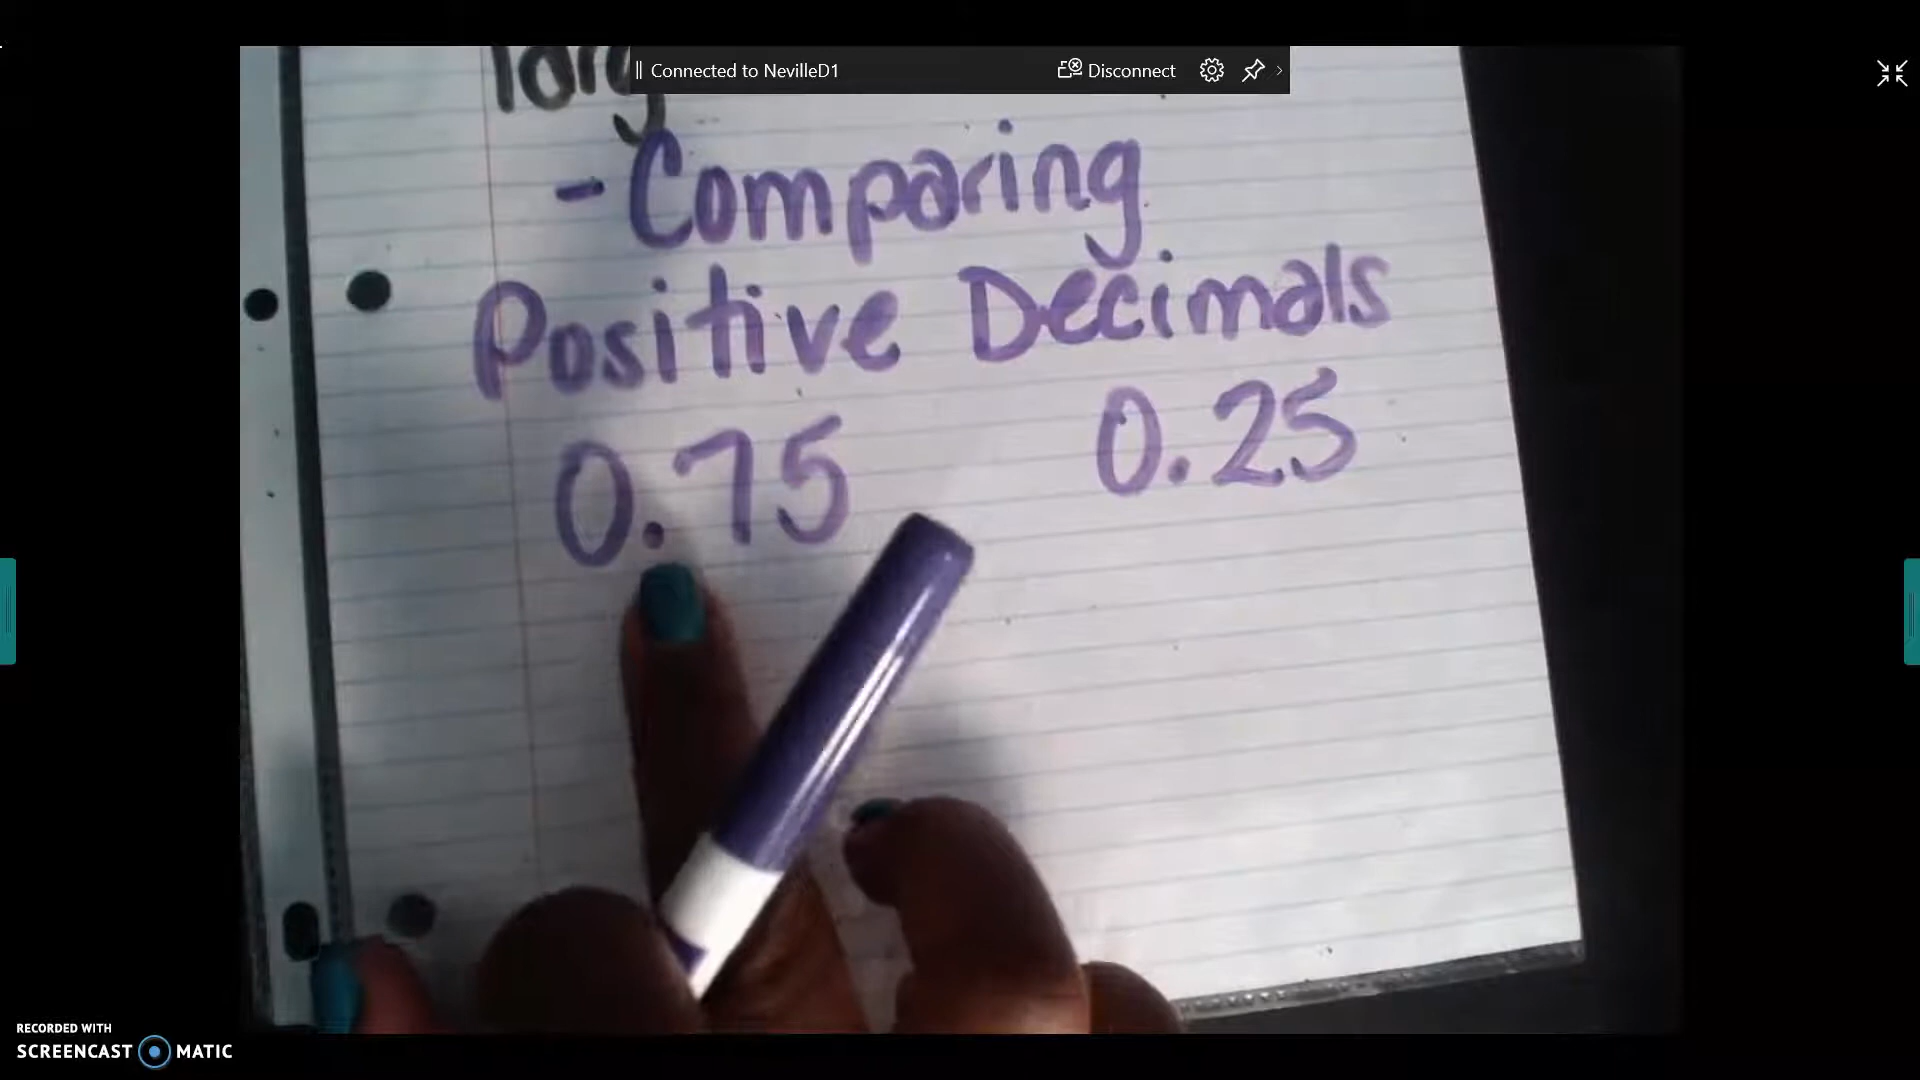 Connected to NevilleD1 Disconnect
- Comparing
Positive Decimals
0.75 0.25
RECORDED WITH
SCREENCAST MATIC